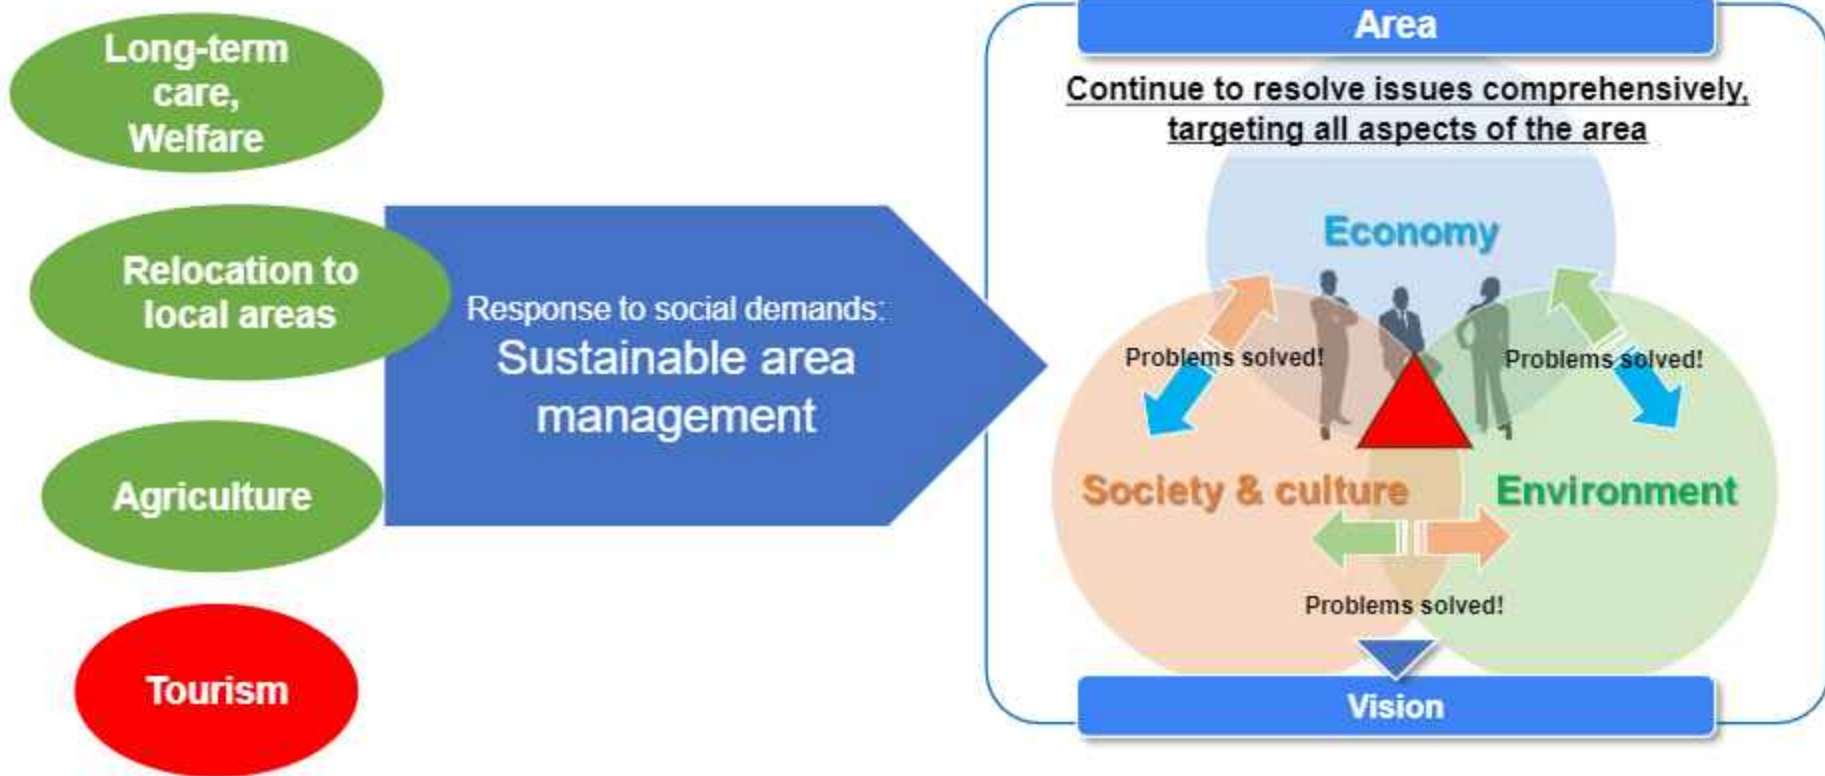 Long-term
care,
Welfare
Relocation to
local areas
Agriculture
Tourism
Response to social demands:
Sustainable area
management
Area
Continue to resolve issues comprehensively,
targeting all aspects of the area
Economy
Problems solved!
Problems solved!
Society & culture
Environment
Problems solved!
Vision